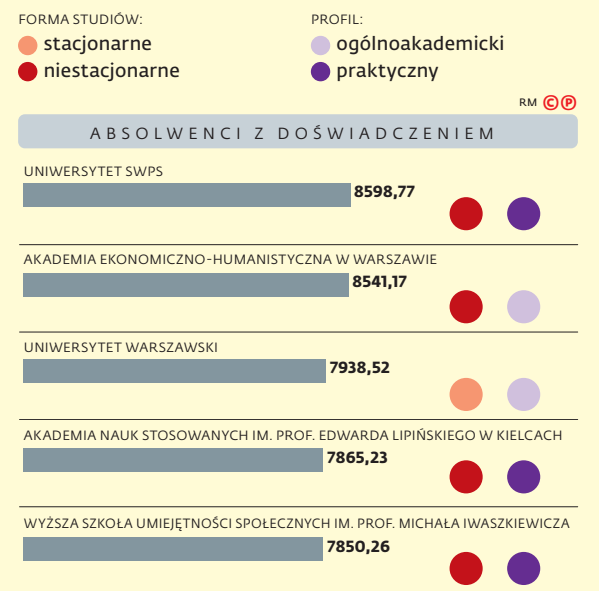 FORMA STUDIÓW:
stacjonarne
niestacjonarne
PROFIL:
ogólnoakademicki
praktyczny
RM ©℗
ABSOLWENCI Z DOŚWIADCZENIEM
UNIWERSYTET SWPS
8598,77
AKADEMIA EKONOMICZNO-HUMANISTYCZNA W WARSZAWIE
8541,17
UNIWERSYTET WARSZAWSKI
7938,52
AKADEMIA NAUK STOSOWANYCH IM. PROF. EDWARDA LIPIŃSKIEGO W KIELCACH
7865,23
WYŻSZA SZKOŁA UMIEJĘTNOŚCI SPOŁECZNYCH IM. PROF. MICHAŁA IWASZKIEWICZA
7850,26